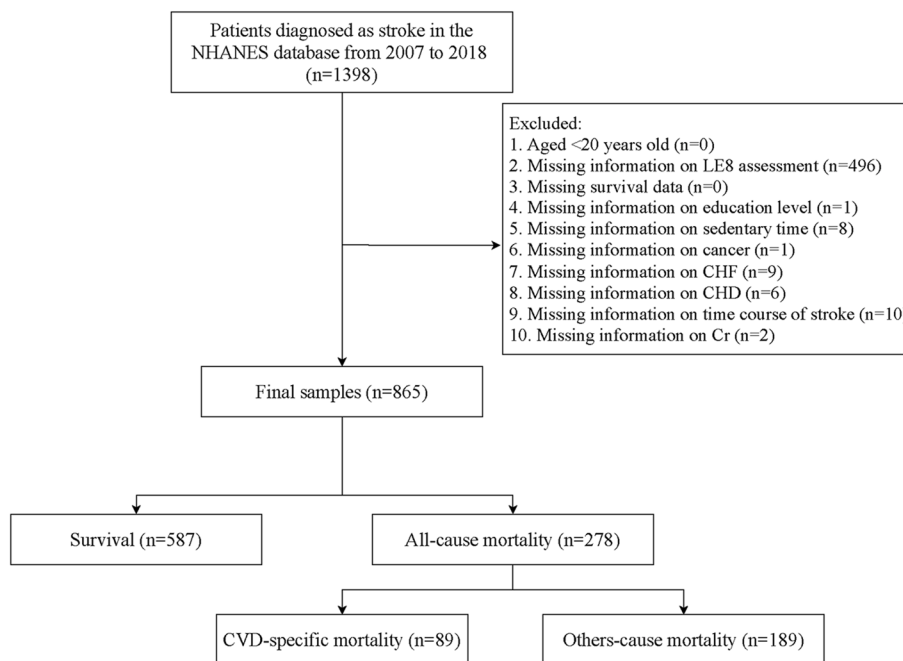 Patients diagnosed as stroke in the
NHANES database from 2007 to 2018
(n=1398)
Excluded:
1. Aged <20 years old (n=0)
2. Missing information on LE8 assessment (n=496)
3. Missing survival data (n=0)
4. Missing information on education level (n=1)
5. Missing information on sedentary time (n=8)
6. Missing information on cancer (n=1)
7. Missing information on CHF (n=9)
8. Missing information on CHD (n=6)
9. Missing information on time course of stroke (n=10
10. Missing information on Cr (n=2)
Final samples (n=865)
Survival (n=587)
All-cause mortality (n=278)
CVD-specific mortality (n=89)
Others-cause mortality (n=189)